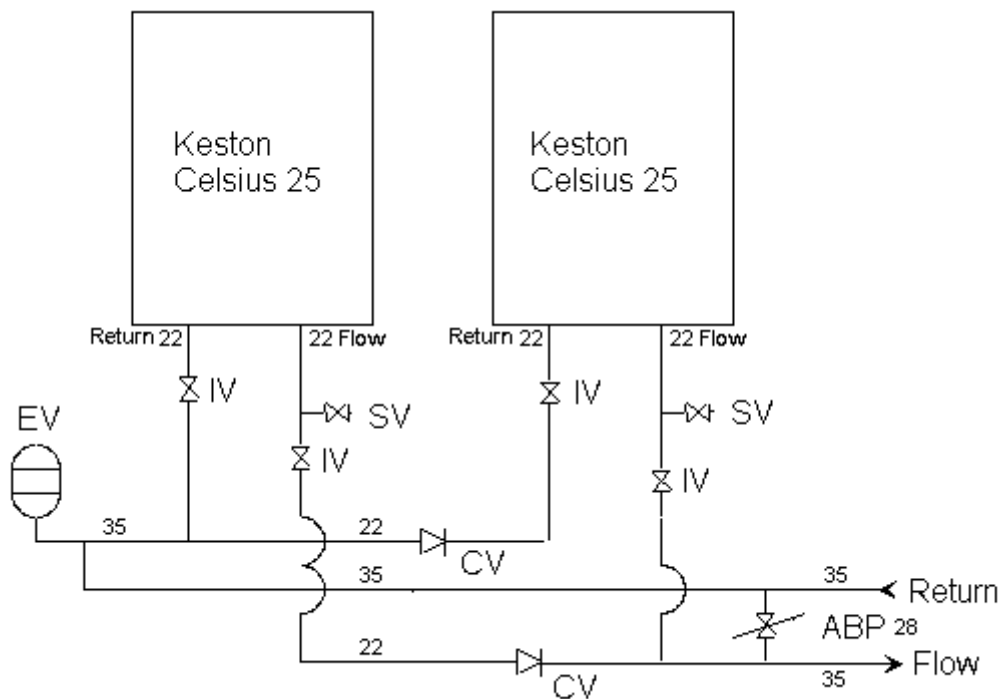 Keston
Celsius 25
Keston
Celsius 25
Return 22
22 Flow
Return 22
22 Flow
IV
IV
EV
SV
SV
IV
IV
35
22
CV
35
35
Return
ABP 28
22
Flow
CV
35